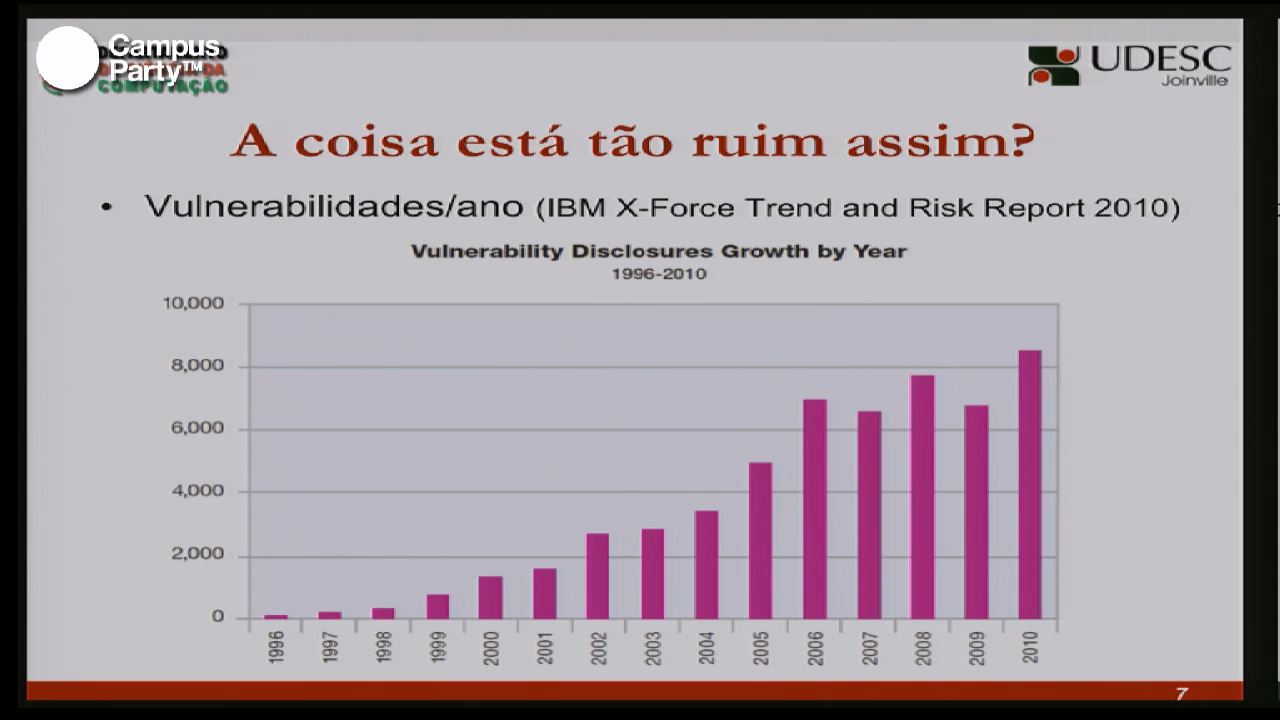 Campus
Party™
COMPUTAÇÃO
UDESC
Joinville
A coisa está tão ruim assim?
• Vulnerabilidades/ano (IBM X-Force Trend and Risk Report 2010)
Vulnerability Disclosures Growth by Year
1996-2010
10,000
8,000
6,000
4,000
2,000
0
1996 1997 1998 1999 2000 2001 2002 2003 2004 2005 2006 2007 2008 2009 2010
7